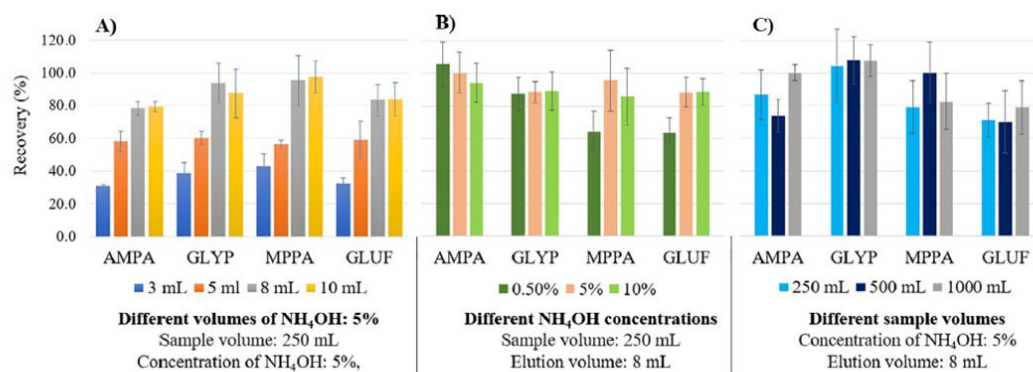 A)
B)
C)
Recovery (%)
120.0
100.0
80.0
60.0
40.0
20.0
0.0
AMPA GLYP MPPA GLUF
3 mL 5 ml 8 mL 10 mL
Different volumes of NH₄OH: 5%
Sample volume: 250 mL
Concentration of NH₄OH: 5%,
AMPA GLYP MPPA GLUF
0.50% 5% 10%
Different NH₄OH concentrations
Sample volume: 250 mL
Elution volume: 8 mL
AMPA GLYP MPPA GLUF
250 mL 500 mL 1000 mL
Different sample volumes
Concentration of NH₄OH: 5%
Elution volume: 8 mL